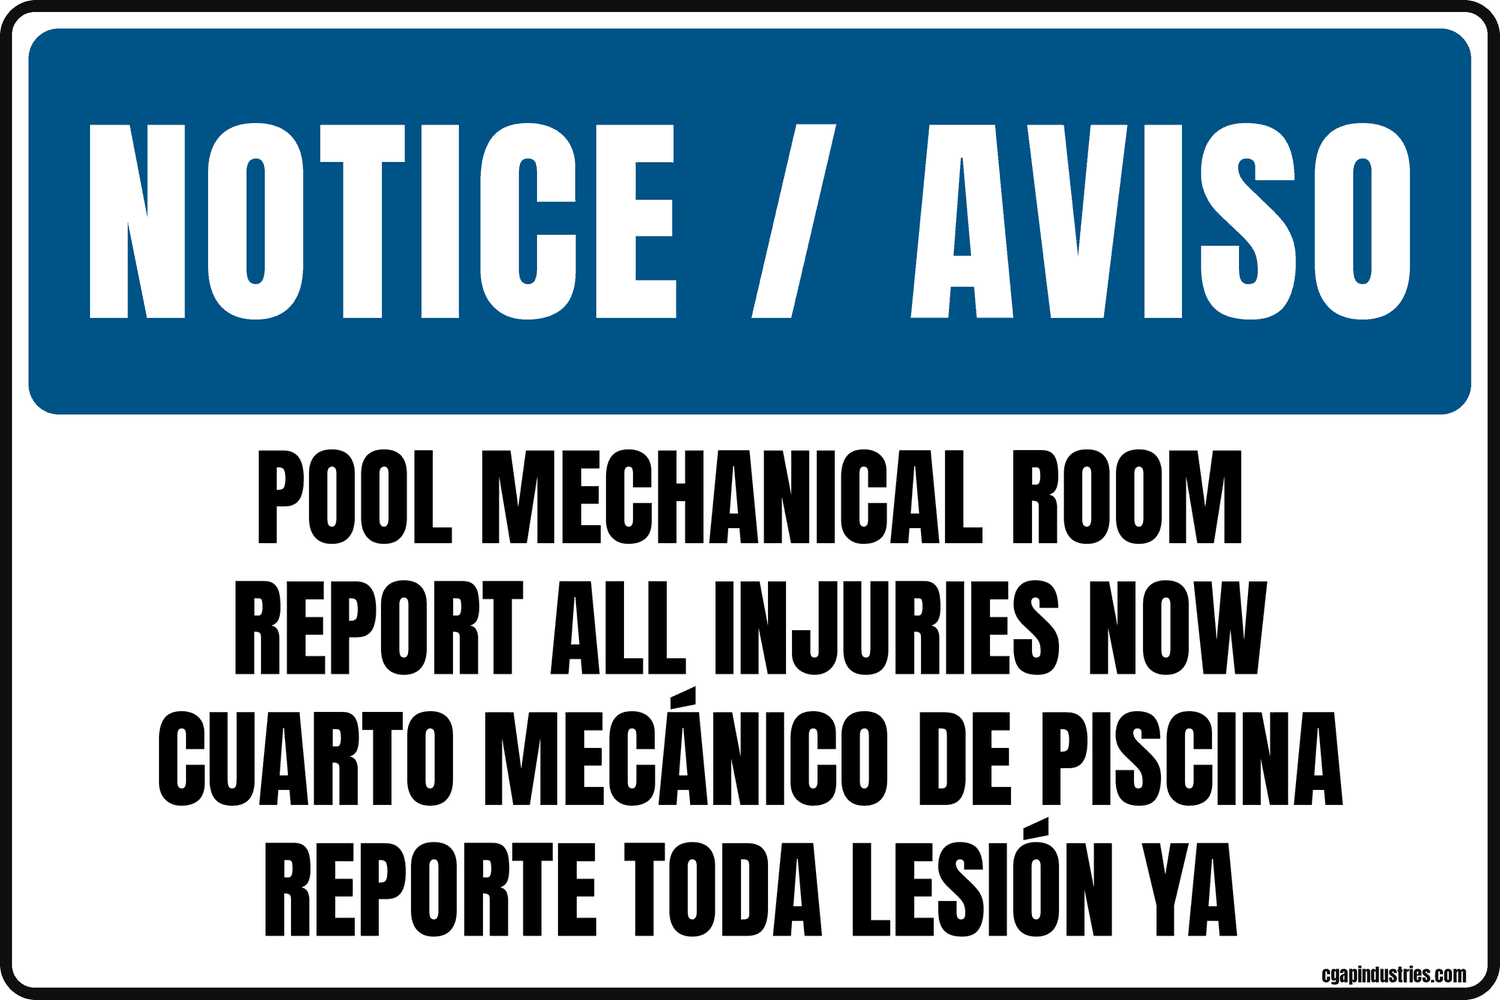 NOTICE / AVISO
POOL MECHANICAL ROOM
REPORT ALL INJURIES NOW
CUARTO MECÁNICO DE PISCINA
REPORTE TODA LESIÓN YA
cgapindustries.com